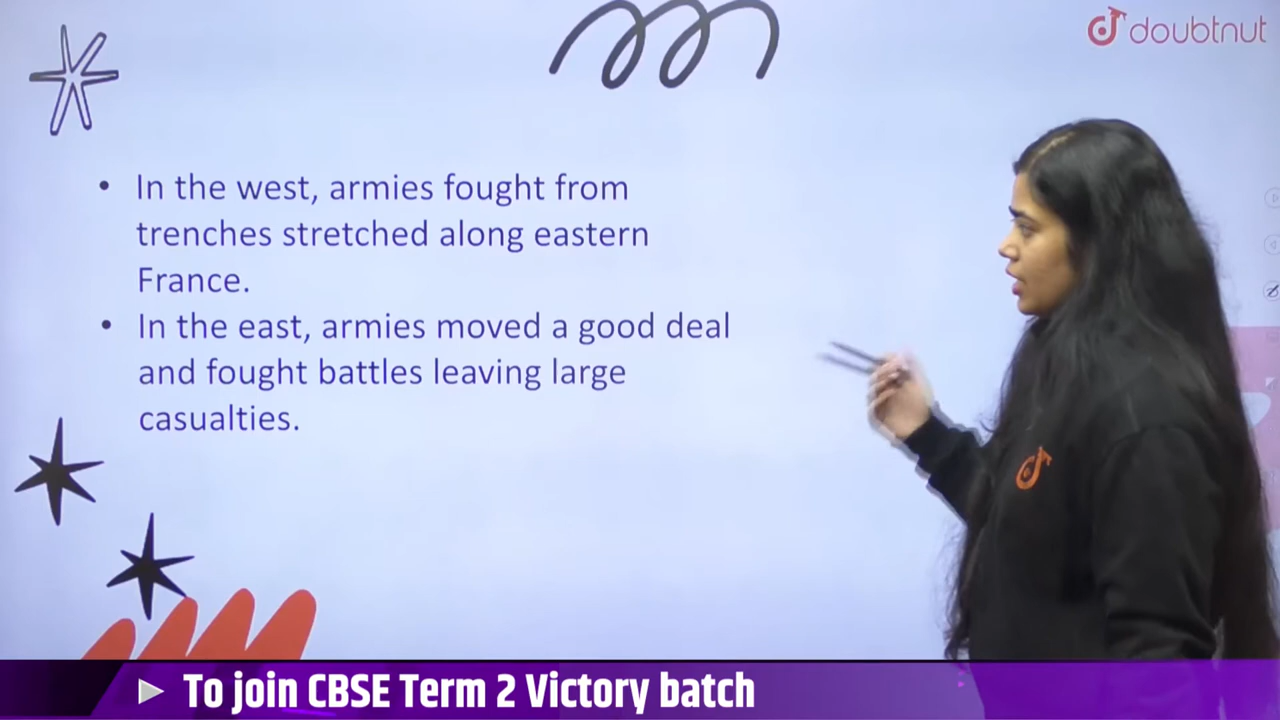 doubtnut
• In the west, armies fought from
trenches stretched along eastern
France.
• In the east, armies moved a good deal
and fought battles leaving large
casualties.
To join CBSE Term 2 Victory batch